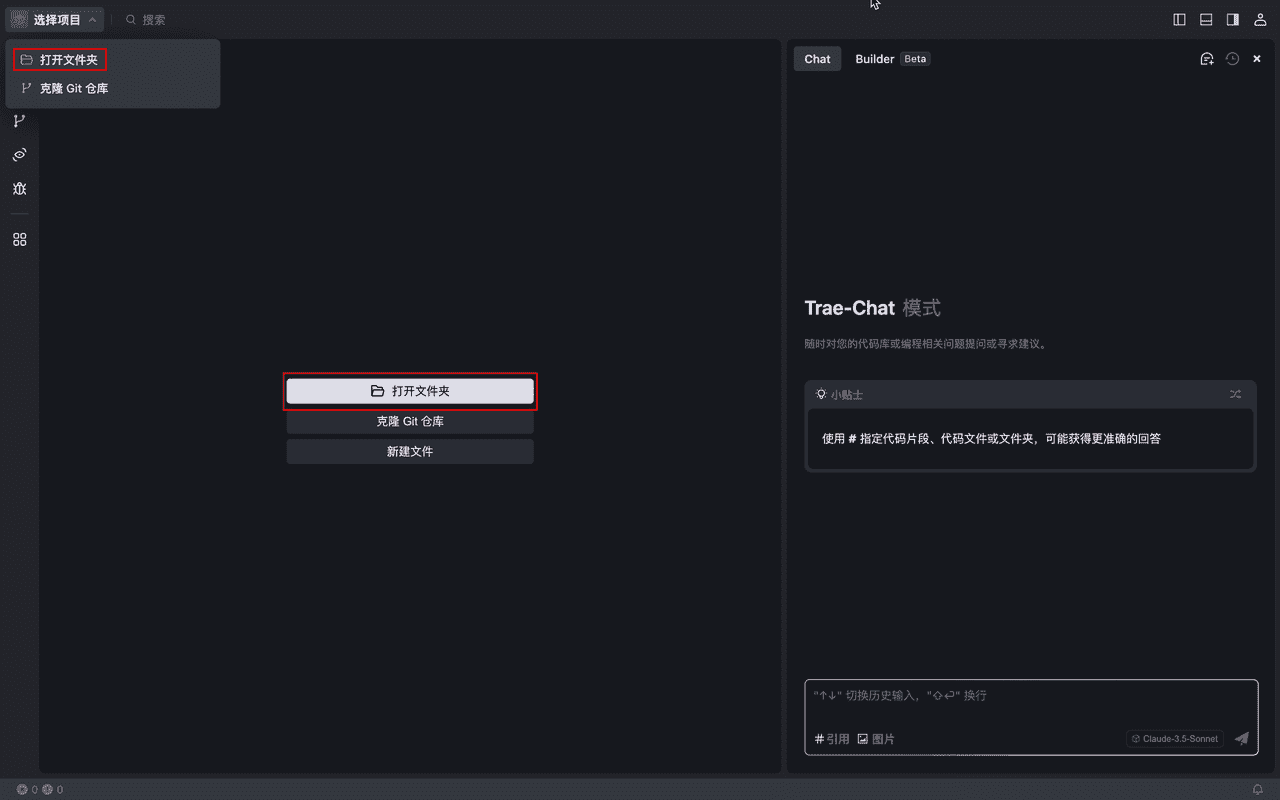 选择项目
搜索
打开文件夹
克隆 Git 仓库
打开文件夹
克隆 Git 仓库
新建文件
Chat
Builder Beta
Trae-Chat 模式
随时对您的代码库或编程相关问题提问或寻求建议。
小贴士
使用 # 指定代码片段、代码文件或文件夹，可能获得更准确的回答
"↑↓" 切换历史输入，"⇧⏎" 换行
#引用 图片
Claude-3.5-Sonnet
0 0